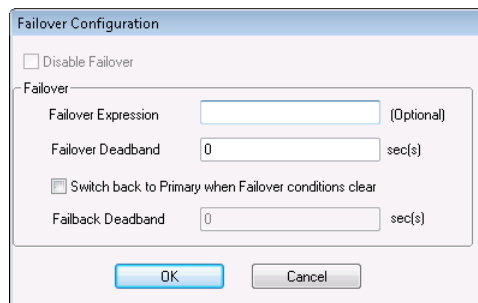 Failover Configuration
Disable Failover
Failover
Failover Expression (Optional)
Failover Deadband 0 sec(s)
Switch back to Primary when Failover conditions clear
Failback Deadband 0 sec(s)
OK Cancel